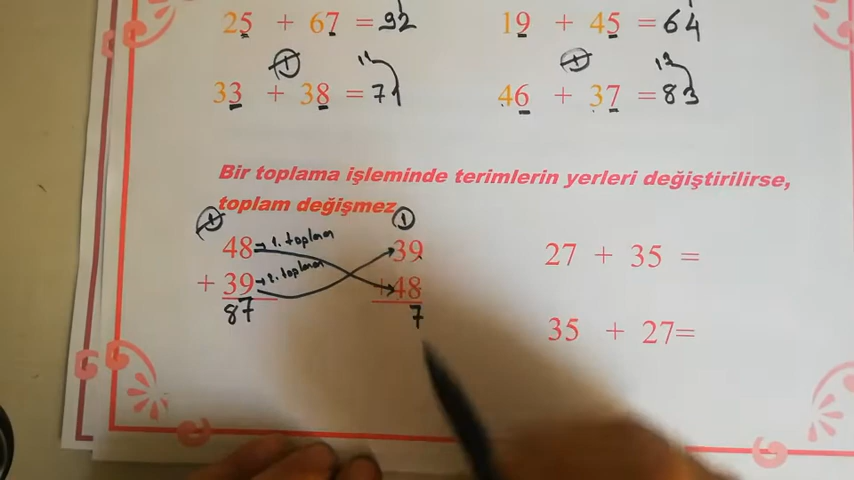 25 + 67 = 92
19 + 45 = 64
1
11
1
13
33 + 38 = 71
46 + 37 = 83
Bir toplama işleminde terimlerin yerleri değiştirilirse,
toplam değişmez
1
1
48 → 1. toplanan
+ 39 → 2. toplanan
87
39
+ 48
7
27 + 35 =
35 + 27=